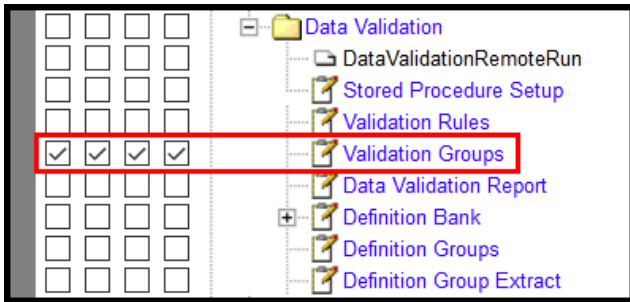 Data Validation
DataValidationRemoteRun
Stored Procedure Setup
Validation Rules
Validation Groups
Data Validation Report
Definition Bank
Definition Groups
Definition Group Extract